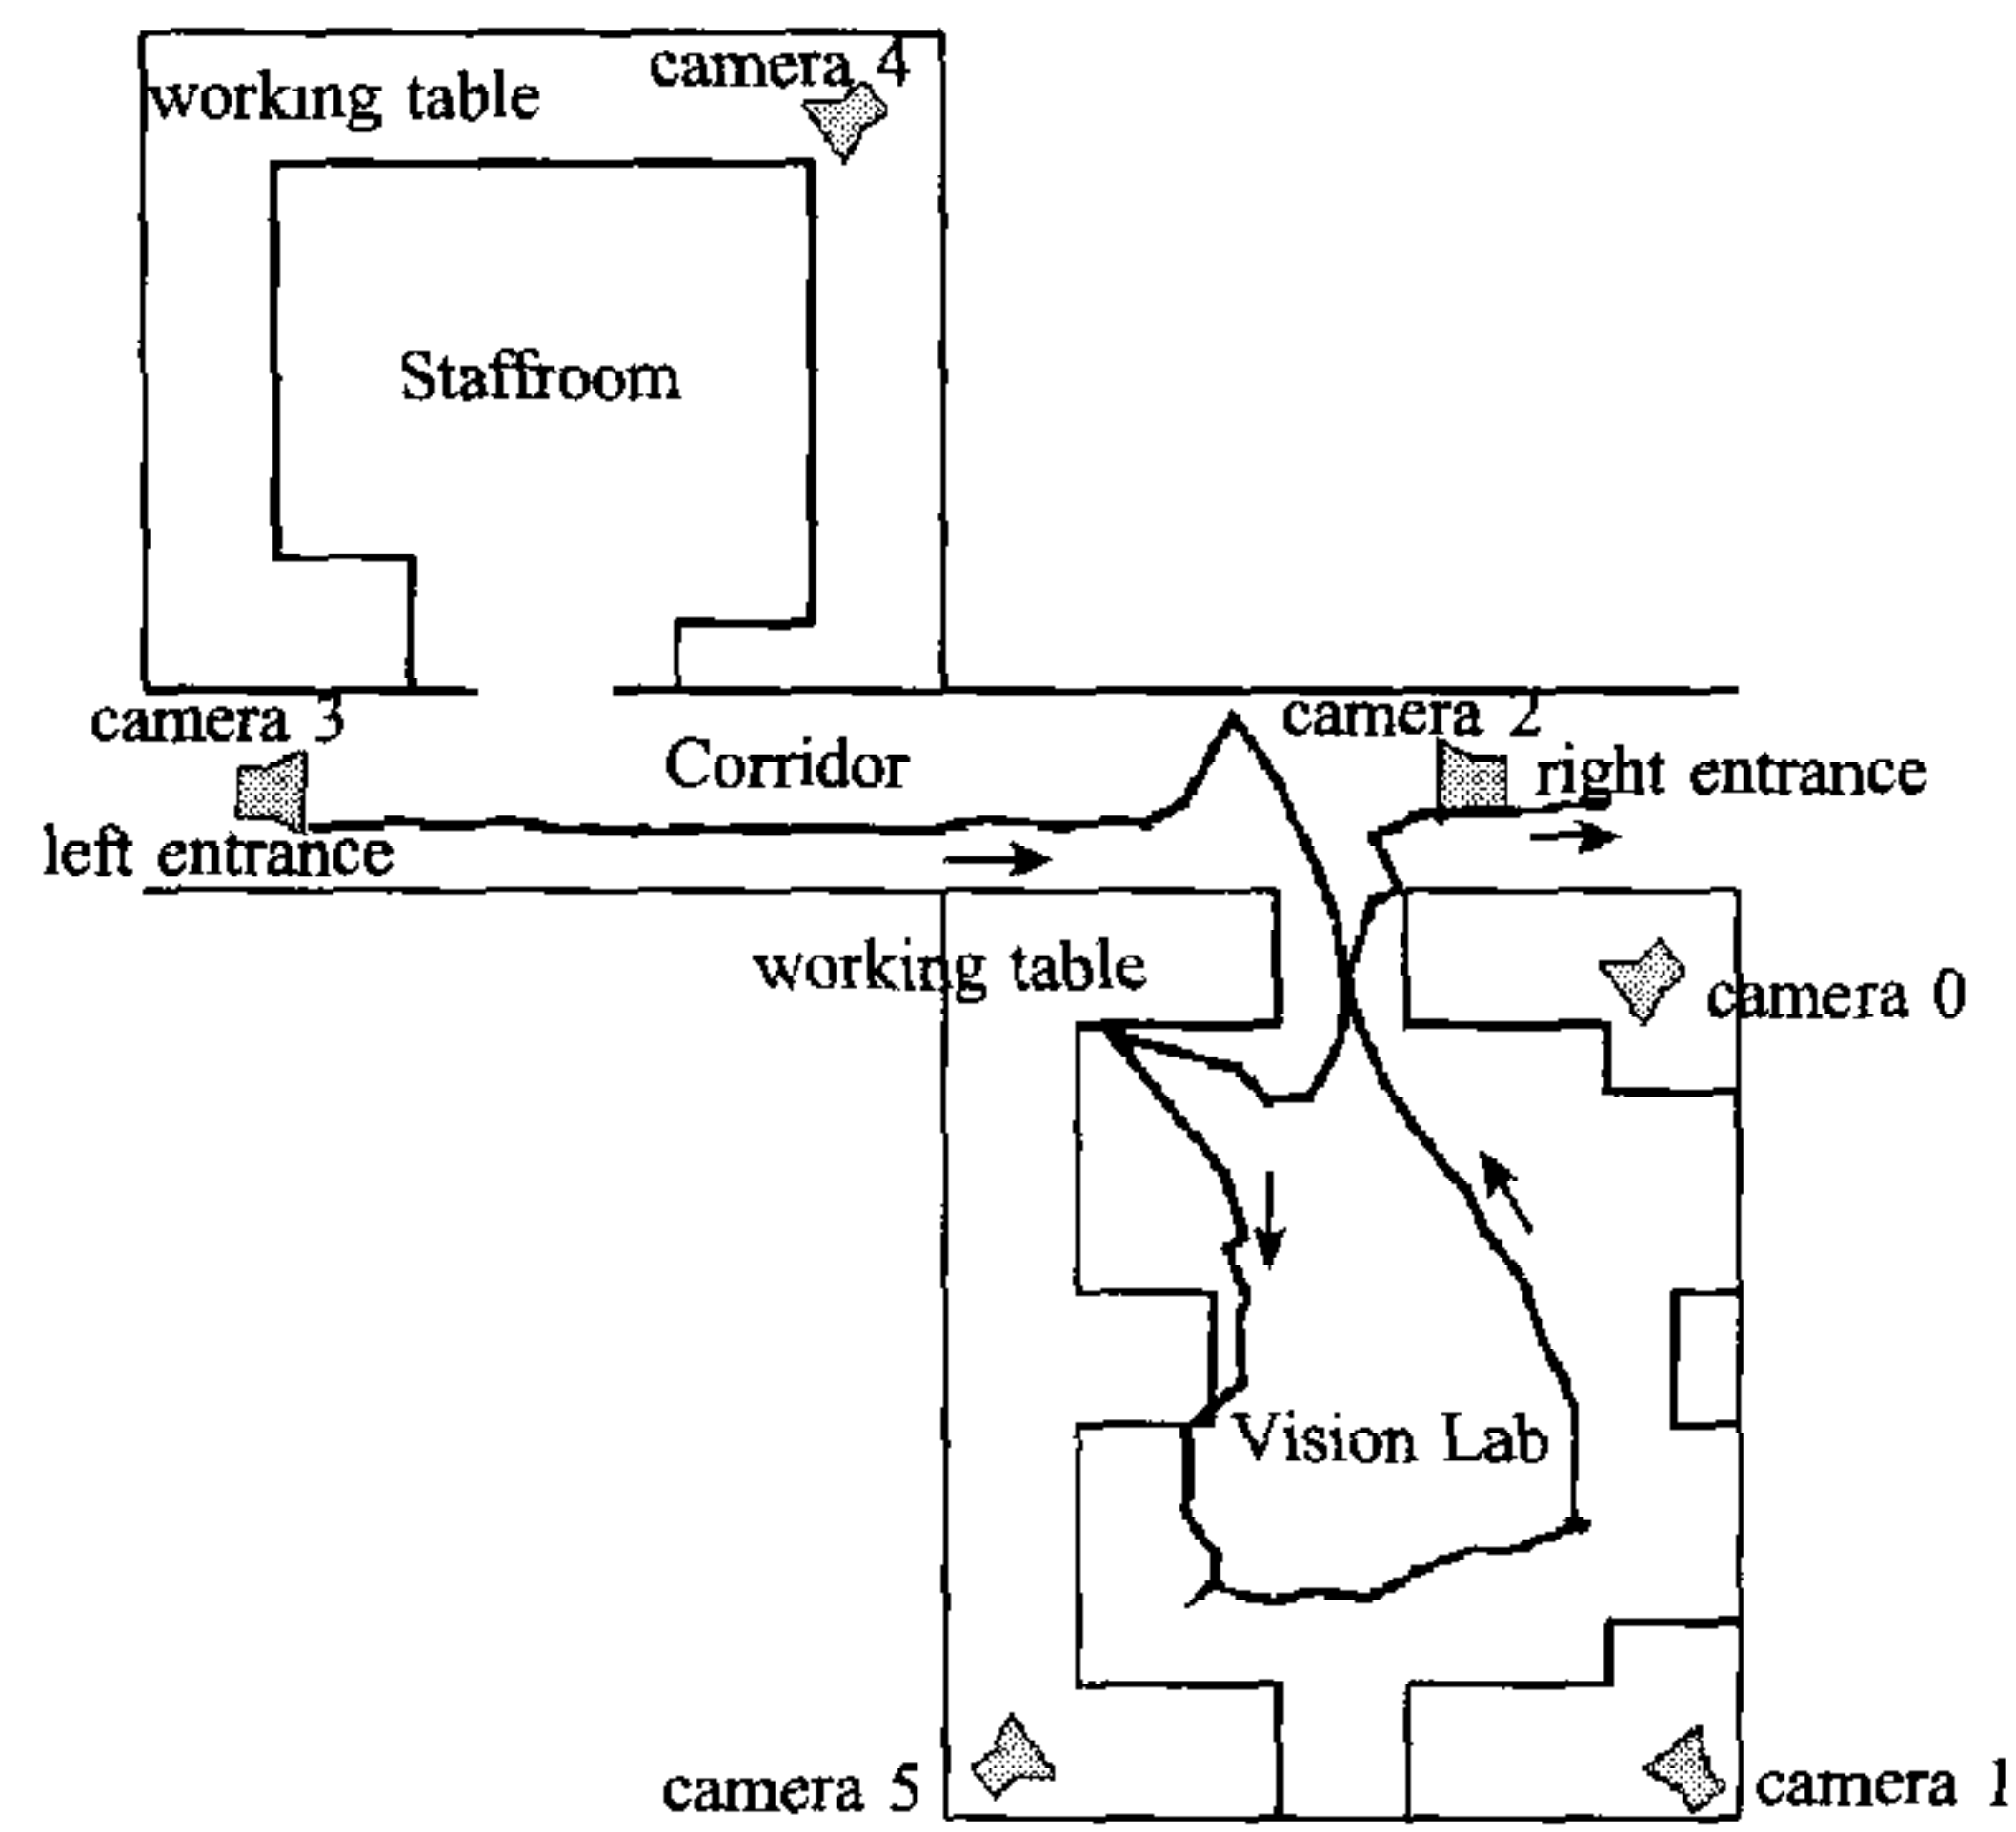 camera 4
working table
Staffroom
camera 3
camera 2
Corridor
right entrance
left entrance
working table
camera 0
Vision Lab
camera 5
camera 1